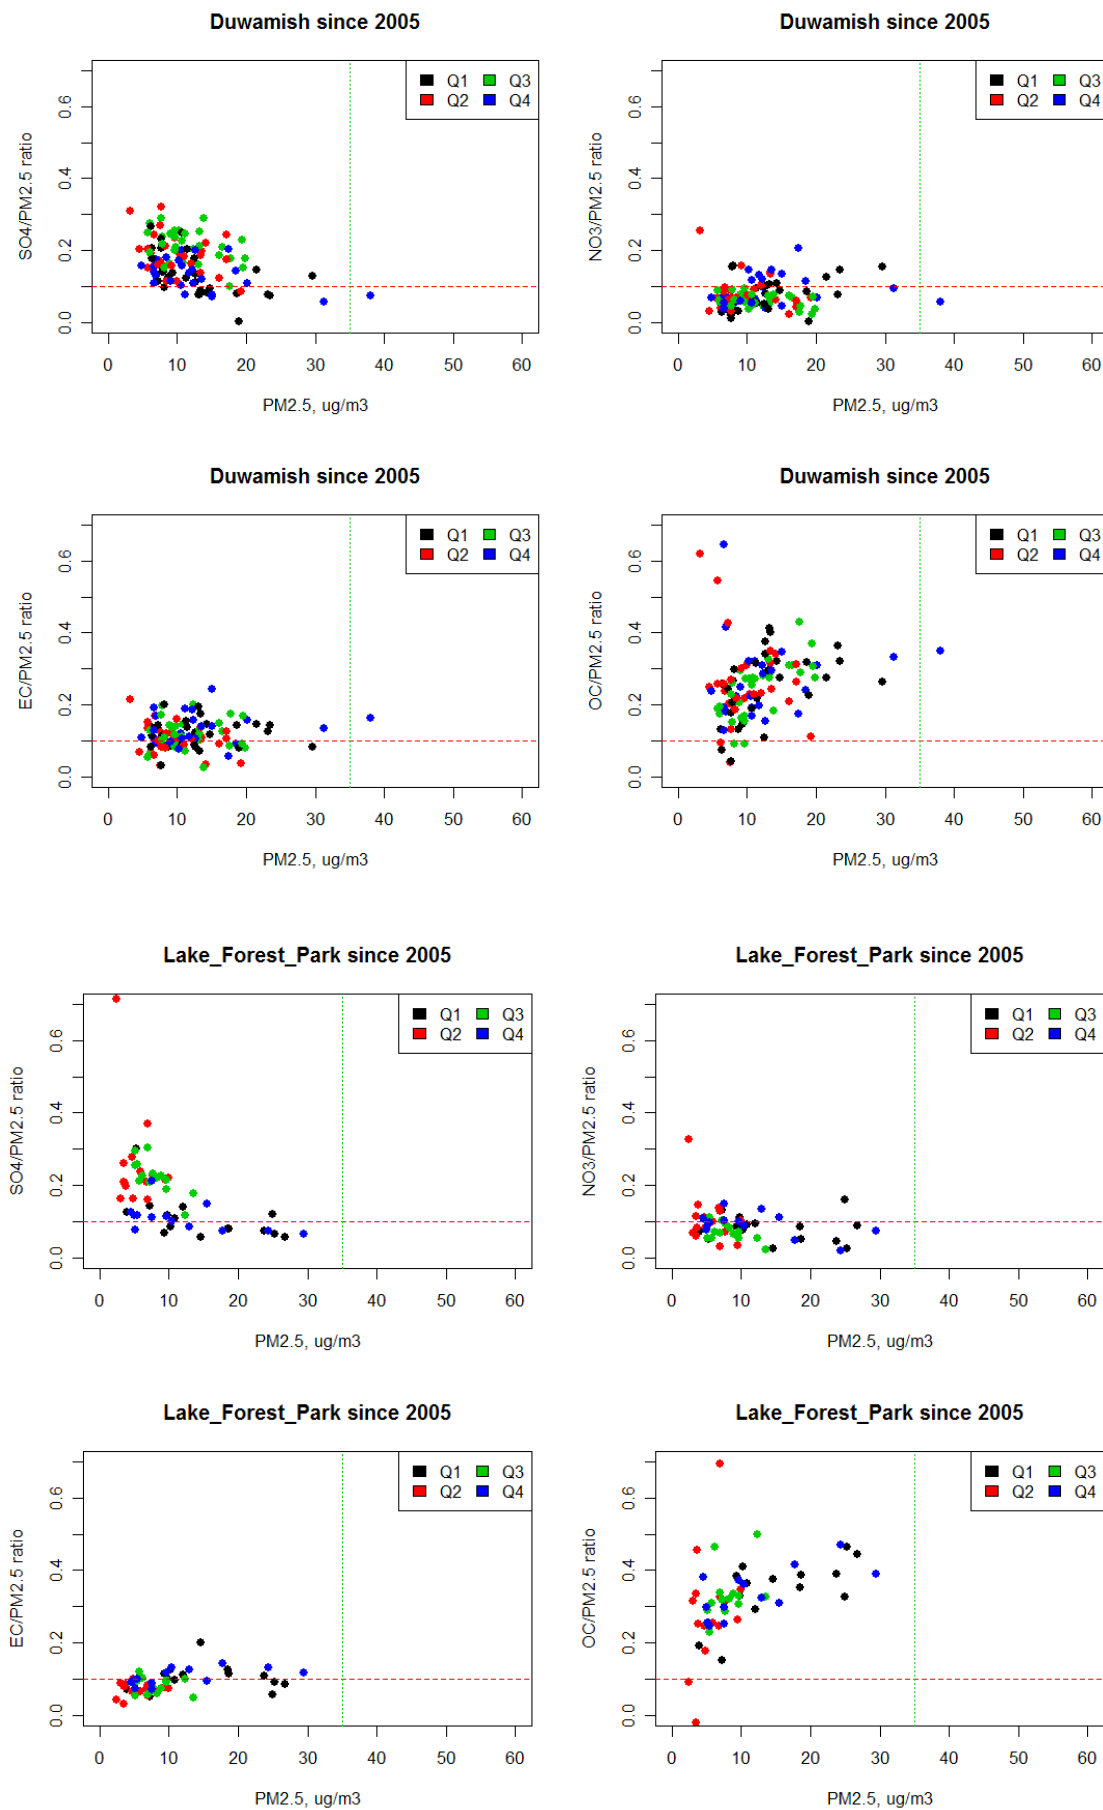 Duwamish since 2005
Duwamish since 2005
SO4/PM2.5 ratio
0.0 0.2 0.4 0.6
Q1 Q3
Q2 Q4
0 10 20 30 40 50 60
PM2.5, ug/m3
NO3/PM2.5 ratio
0.0 0.2 0.4 0.6
Q1 Q3
Q2 Q4
0 10 20 30 40 50 60
PM2.5, ug/m3
Duwamish since 2005
Duwamish since 2005
EC/PM2.5 ratio
0.0 0.2 0.4 0.6
Q1 Q3
Q2 Q4
0 10 20 30 40 50 60
PM2.5, ug/m3
OC/PM2.5 ratio
0.0 0.2 0.4 0.6
Q1 Q3
Q2 Q4
0 10 20 30 40 50 60
PM2.5, ug/m3
Lake_Forest_Park since 2005
Lake_Forest_Park since 2005
SO4/PM2.5 ratio
0.0 0.2 0.4 0.6
Q1 Q3
Q2 Q4
0 10 20 30 40 50 60
PM2.5, ug/m3
NO3/PM2.5 ratio
0.0 0.2 0.4 0.6
Q1 Q3
Q2 Q4
0 10 20 30 40 50 60
PM2.5, ug/m3
Lake_Forest_Park since 2005
Lake_Forest_Park since 2005
EC/PM2.5 ratio
0.0 0.2 0.4 0.6
Q1 Q3
Q2 Q4
0 10 20 30 40 50 60
PM2.5, ug/m3
OC/PM2.5 ratio
0.0 0.2 0.4 0.6
Q1 Q3
Q2 Q4
0 10 20 30 40 50 60
PM2.5, ug/m3